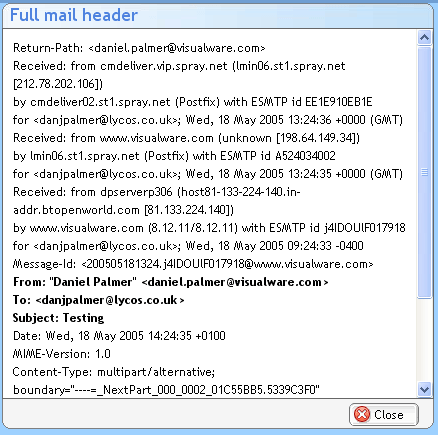 Full mail header
Return-Path: <daniel.palmer@visualware.com>
Received: from cmdeliver.vip.spray.net (lmin06.st1.spray.net
[212.78.202.106])
by cmdeliver02.st1.spray.net (Postfix) with ESMTP id EE1E910EB1E
for <danjpalmer@lycos.co.uk>; Wed, 18 May 2005 13:24:36 +0000 (GMT)
Received: from www.visualware.com (unknown [198.64.149.34])
by lmin06.st1.spray.net (Postfix) with ESMTP id A524034002
for <danjpalmer@lycos.co.uk>; Wed, 18 May 2005 13:24:35 +0000 (GMT)
Received: from dpserverp306 (host81-133-224-140.in-
addr.btopenworld.com [81.133.224.140])
by www.visualware.com (8.12.11/8.12.11) with ESMTP id j4IDOUlF017918
for <danjpalmer@lycos.co.uk>; Wed, 18 May 2005 09:24:33 -0400
Message-Id: <200505181324.j4IDOUlF017918@www.visualware.com>
From: "Daniel Palmer" <daniel.palmer@visualware.com>
To: <danjpalmer@lycos.co.uk>
Subject: Testing
Date: Wed, 18 May 2005 14:24:35 +0100
MIME-Version: 1.0
Content-Type: multipart/alternative;
boundary="----=_NextPart_000_0002_01C55BB5.5339C3F0"
Close